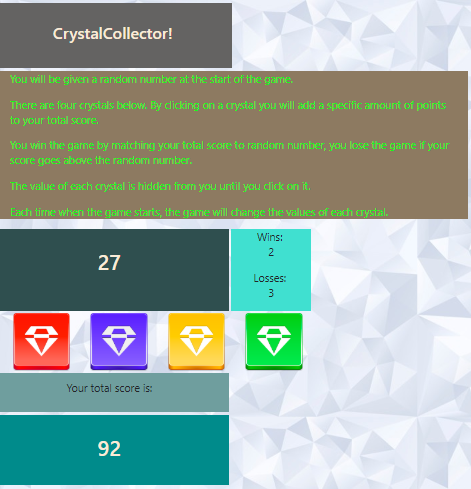 CrystalCollector!
You will be given a random number at the start of the game.
There are four crystals below. By clicking on a crystal you will add a specific amount of points
to your total score.
You win the game by matching your total score to random number, you lose the game if your
score goes above the random number.
The value of each crystal is hidden from you until you click on it.
Each time when the game starts, the game will change the values of each crystal.
27
Wins:
2
Losses:
3
Your total score is:
92